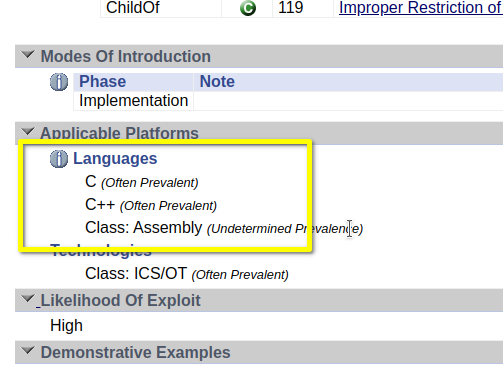 ChildOf C 119 Improper Restriction of
Modes Of Introduction
Phase Note
Implementation
Applicable Platforms
Languages
C (Often Prevalent)
C++ (Often Prevalent)
Class: Assembly (Undetermined Prevalence)
Technologies
Class: ICS/OT (Often Prevalent)
Likelihood Of Exploit
High
Demonstrative Examples